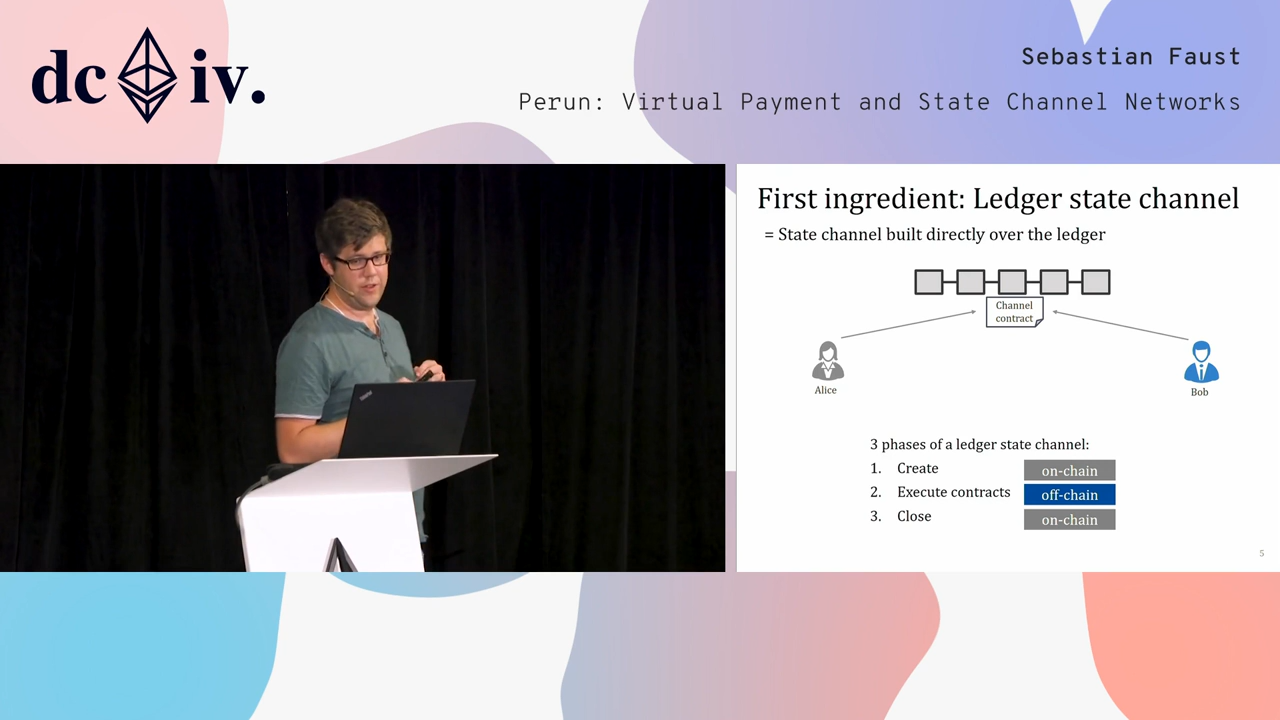 dc iv.
Sebastian Faust
Perun: Virtual Payment and State Channel Networks
First ingredient: Ledger state channel
= State channel built directly over the ledger
Channel
contract
Alice
Bob
3 phases of a ledger state channel:
1. Create on-chain
2. Execute contracts off-chain
3. Close on-chain
5
ThinkPad